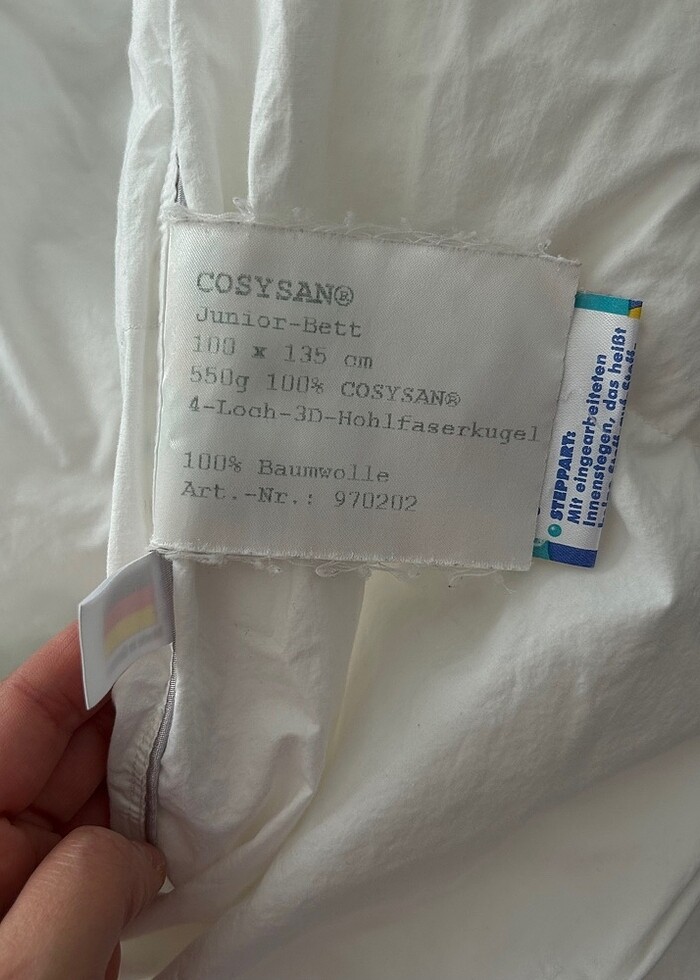 COSYSAN®
Junior-Bett
100 x 135 cm
550g 100% COSYSAN®
4-Loch-3D-Hohlfaserkugel
100% Baumwolle
Art.-Nr.: 970202
• STEPPART:
Mit eingearbeiteten
Innenstegen, das heißt